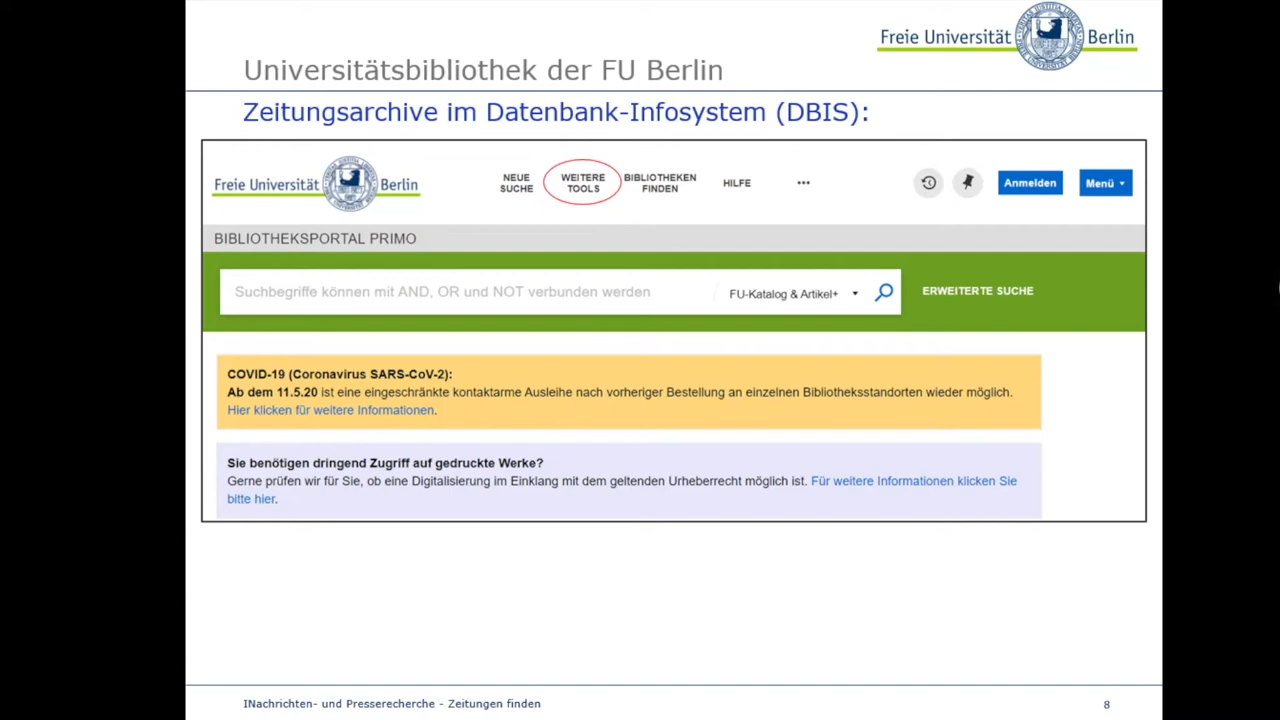 Freie Universität Berlin
Universitätsbibliothek der FU Berlin
Zeitungsarchive im Datenbank-Infosystem (DBIS):
Freie Universität Berlin
NEUE SUCHE
WEITERE TOOLS
BIBLIOTHEKEN FINDEN
HILFE
•••
Anmelden
Menü
BIBLIOTHEKSPORTAL PRIMO
Suchbegriffe können mit AND, OR und NOT verbunden werden
FU-Katalog & Artikel+
ERWEITERTE SUCHE
COVID-19 (Coronavirus SARS-CoV-2):
Ab dem 11.5.20 ist eine eingeschränkte kontaktarme Ausleihe nach vorheriger Bestellung an einzelnen Bibliotheksstandorten wieder möglich.
Hier klicken für weitere Informationen.
Sie benötigen dringend Zugriff auf gedruckte Werke?
Gerne prüfen wir für Sie, ob eine Digitalisierung im Einklang mit dem geltenden Urheberrecht möglich ist. Für weitere Informationen klicken Sie
bitte hier.
INachrichten- und Presserecherche - Zeitungen finden
8